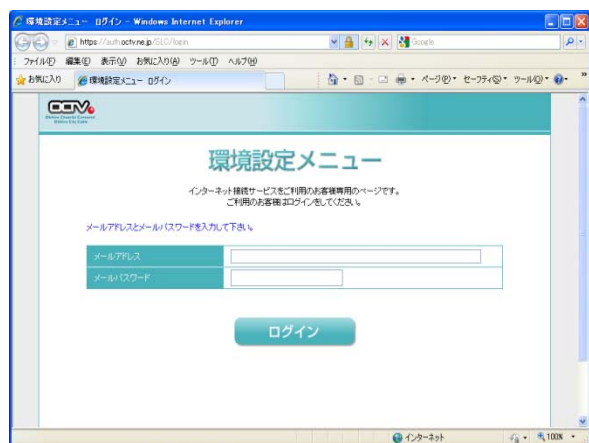 環境設定メニュー ログイン - Windows Internet Explorer
https://auth.octv.ne.jp/SLC/login
Google
ファイル(F) 編集(E) 表示(V) お気に入り(A) ツール(T) ヘルプ(H)
お気に入り
環境設定メニュー ログイン
ページ(P) セーフティ(S) ツール(O)
環境設定メニュー
インターネット接続サービスをご利用のお客様専用のページです。
ご利用のお客様はログインをしてください。
メールアドレスとメールパスワードを入力して下さい。
メールアドレス
メールパスワード
ログイン
インターネット
100%